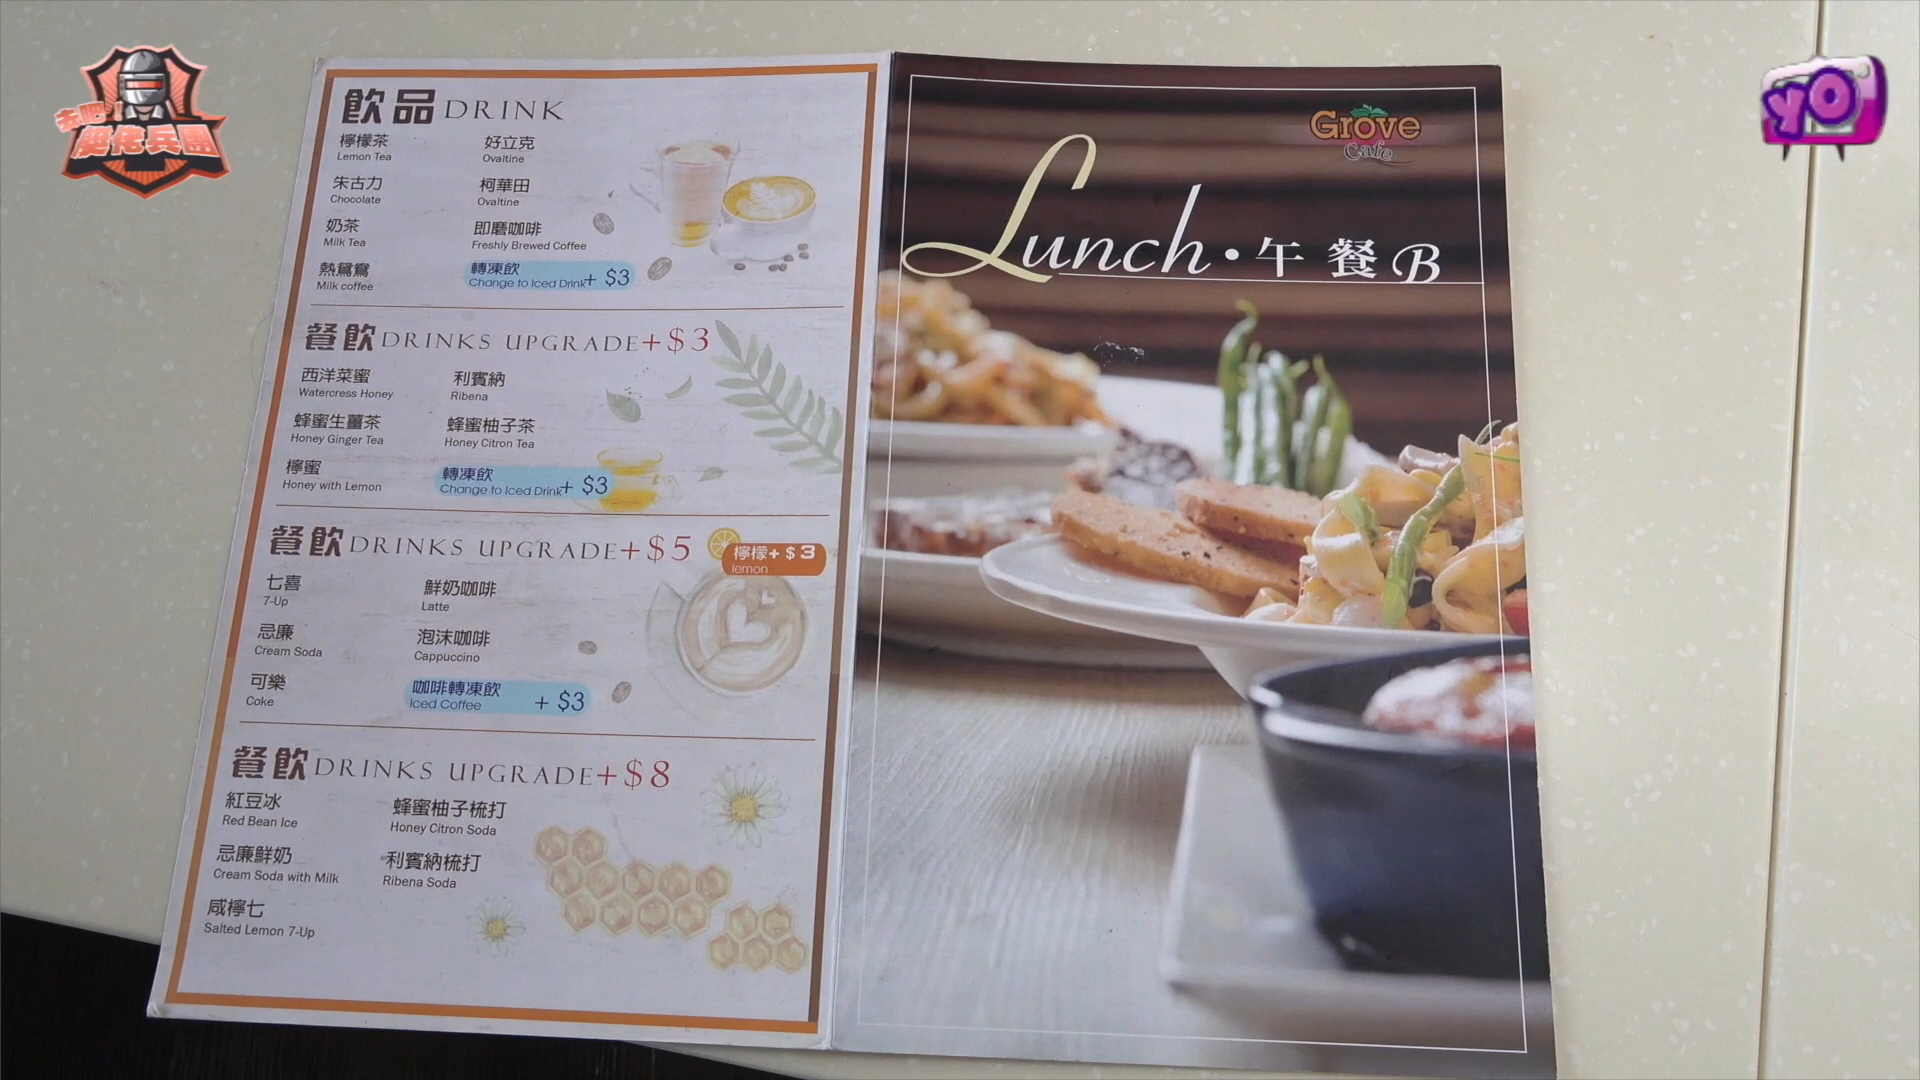 去吧!
艇佬兵團
yo
飲品 DRINK
檸檬茶
Lemon Tea
好立克
Ovaltine
朱古力
Chocolate
柯華田
Ovaltine
奶茶
Milk Tea
即磨咖啡
Freshly Brewed Coffee
熱鴛鴦
Milk coffee
轉凍飲
Change to Iced Drink + $3
餐飲 DRINKS UPGRADE +$3
西洋菜蜜
Watercress Honey
利賓納
Ribena
蜂蜜生薑茶
Honey Ginger Tea
蜂蜜柚子茶
Honey Citron Tea
檸蜜
Honey with Lemon
轉凍飲
Change to Iced Drink + $3
餐飲 DRINKS UPGRADE +$5
檸檬+$3
lemon
七喜
7-Up
鮮奶咖啡
Latte
忌廉
Cream Soda
泡沫咖啡
Cappuccino
可樂
Coke
咖啡轉凍飲
Iced Coffee + $3
餐飲 DRINKS UPGRADE +$8
紅豆冰
Red Bean Ice
蜂蜜柚子梳打
Honey Citron Soda
忌廉鮮奶
Cream Soda with Milk
利賓納梳打
Ribena Soda
咸檸七
Salted Lemon 7-Up
Grove
Cafe
Lunch • 午餐B